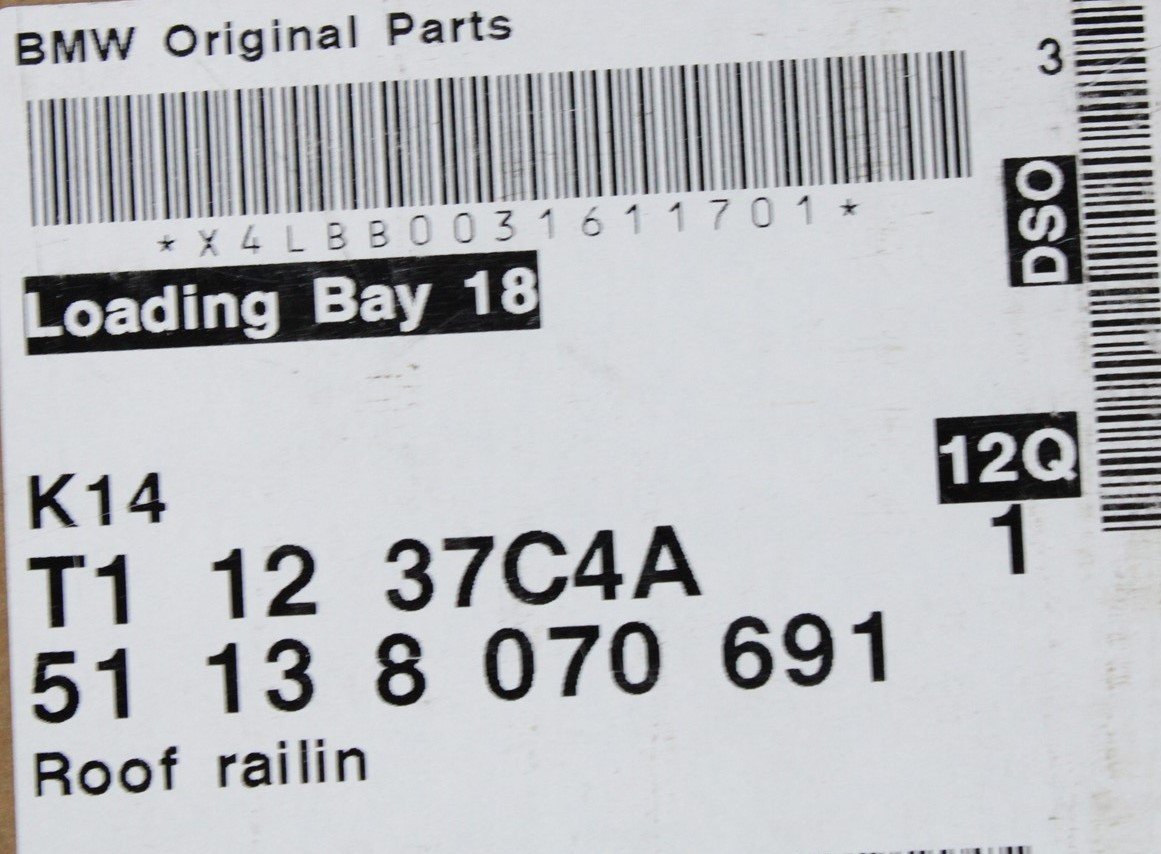 BMW Original Parts
3
*X4LBB0031611701*
DSO
Loading Bay 18
12Q
K14
1
T1 12 37C4A
51 13 8 070 691
Roof railin